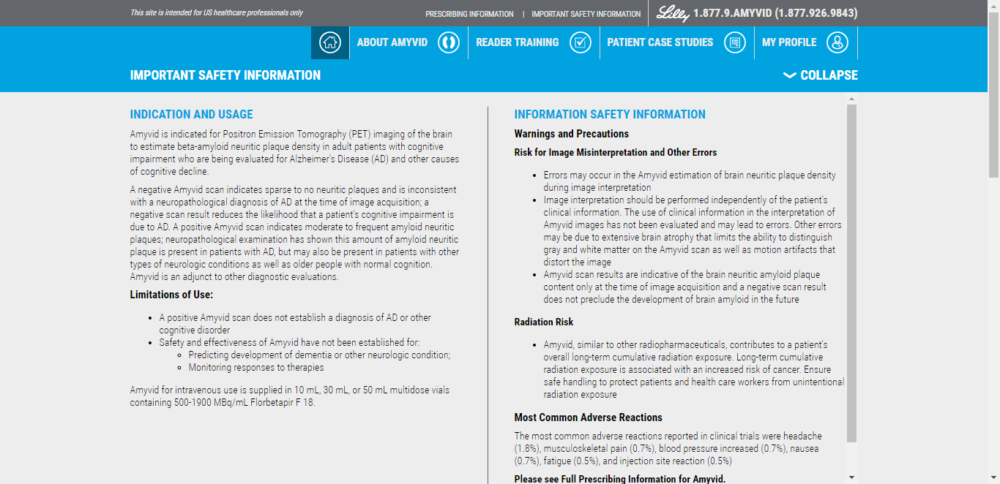 This site is intended for US healthcare professionals only
PRESCRIBING INFORMATION | IMPORTANT SAFETY INFORMATION
Lilly 1.877.9.AMYVID (1.877.926.9843)
ABOUT AMYVID
READER TRAINING
PATIENT CASE STUDIES
MY PROFILE
IMPORTANT SAFETY INFORMATION
COLLAPSE
INDICATION AND USAGE
Amyvid is indicated for Positron Emission Tomography (PET) imaging of the brain
to estimate beta-amyloid neuritic plaque density in adult patients with cognitive
impairment who are being evaluated for Alzheimer's Disease (AD) and other causes
of cognitive decline.
A negative Amyvid scan indicates sparse to no neuritic plaques and is inconsistent
with a neuropathological diagnosis of AD at the time of image acquisition; a
negative scan result reduces the likelihood that a patient's cognitive impairment is
due to AD. A positive Amyvid scan indicates moderate to frequent amyloid neuritic
plaques; neuropathological examination has shown this amount of amyloid neuritic
plaque is present in patients with AD, but may also be present in patients with other
types of neurologic conditions as well as older people with normal cognition.
Amyvid is an adjunct to other diagnostic evaluations.
Limitations of Use:
• A positive Amyvid scan does not establish a diagnosis of AD or other
cognitive disorder
• Safety and effectiveness of Amyvid have not been established for:
◦ Predicting development of dementia or other neurologic condition;
◦ Monitoring responses to therapies
Amyvid for intravenous use is supplied in 10 mL, 30 mL, or 50 mL multidose vials
containing 500-1900 MBq/mL Florbetapir F 18.
INFORMATION SAFETY INFORMATION
Warnings and Precautions
Risk for Image Misinterpretation and Other Errors
• Errors may occur in the Amyvid estimation of brain neuritic plaque density
during image interpretation
• Image interpretation should be performed independently of the patient's
clinical information. The use of clinical information in the interpretation of
Amyvid images has not been evaluated and may lead to errors. Other errors
may be due to extensive brain atrophy that limits the ability to distinguish
gray and white matter on the Amyvid scan as well as motion artifacts that
distort the image
• Amyvid scan results are indicative of the brain neuritic amyloid plaque
content only at the time of image acquisition and a negative scan result
does not preclude the development of brain amyloid in the future
Radiation Risk
• Amyvid, similar to other radiopharmaceuticals, contributes to a patient's
overall long-term cumulative radiation exposure. Long-term cumulative
radiation exposure is associated with an increased risk of cancer. Ensure
safe handling to protect patients and health care workers from unintentional
radiation exposure
Most Common Adverse Reactions
The most common adverse reactions reported in clinical trials were headache
(1.8%), musculoskeletal pain (0.7%), blood pressure increased (0.7%), nausea
(0.7%), fatigue (0.5%), and injection site reaction (0.5%)
Please see Full Prescribing Information for Amyvid.